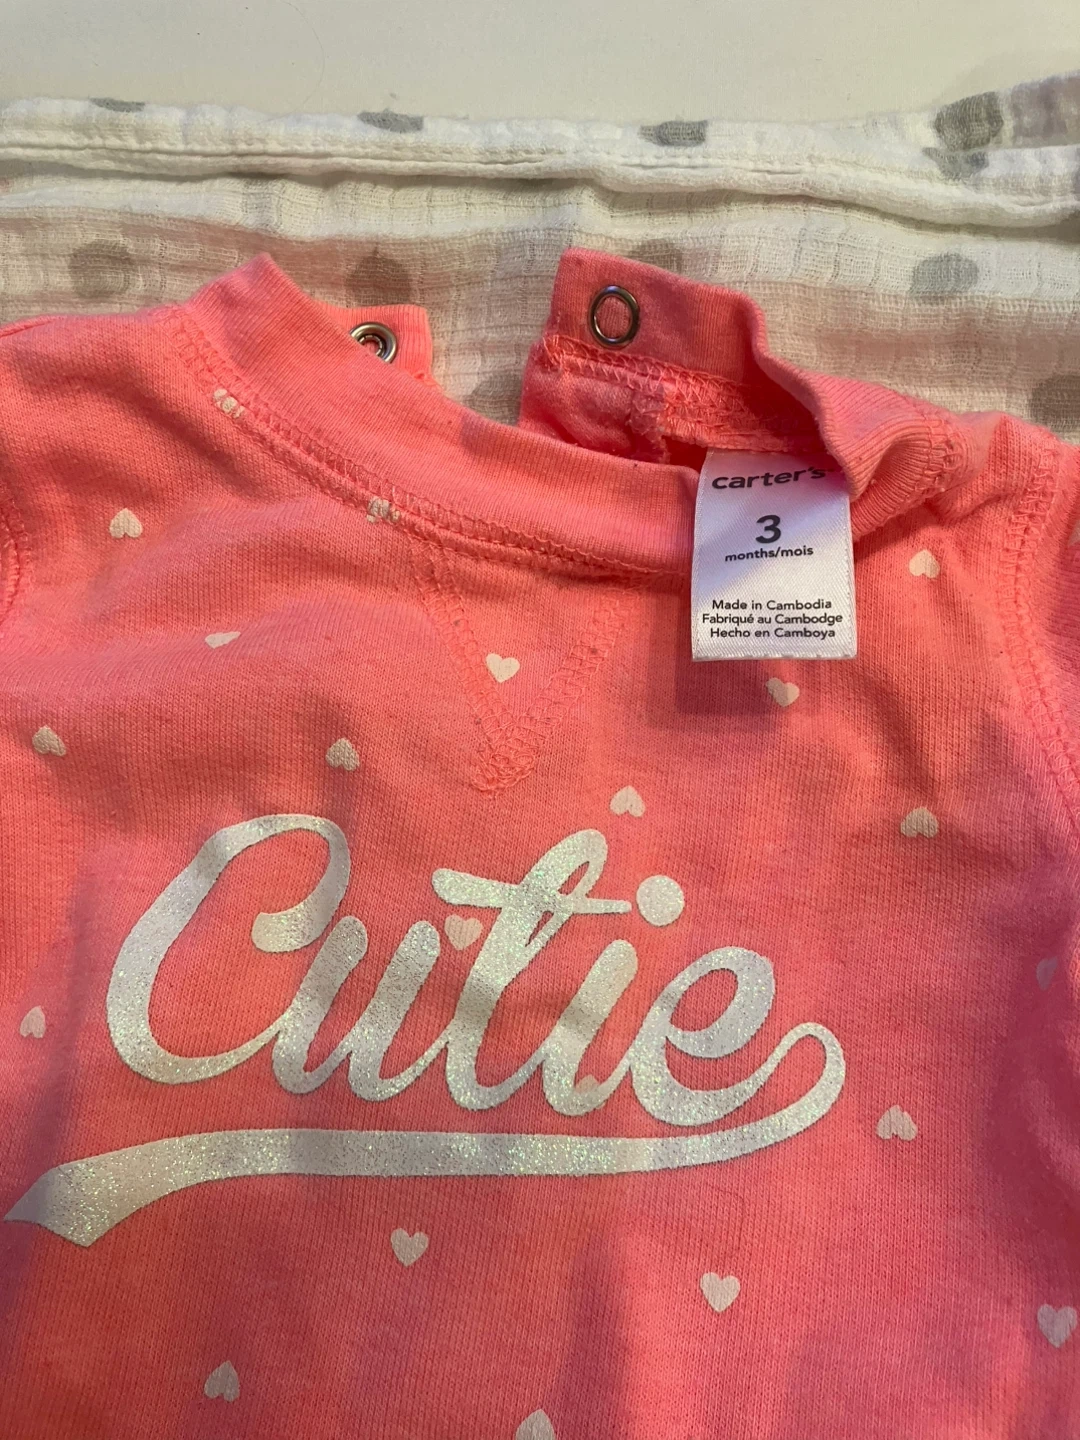 carter's
3
months/mois
Made in Cambodia
Fabriqué au Cambodge
Hecho en Camboya
Cutie